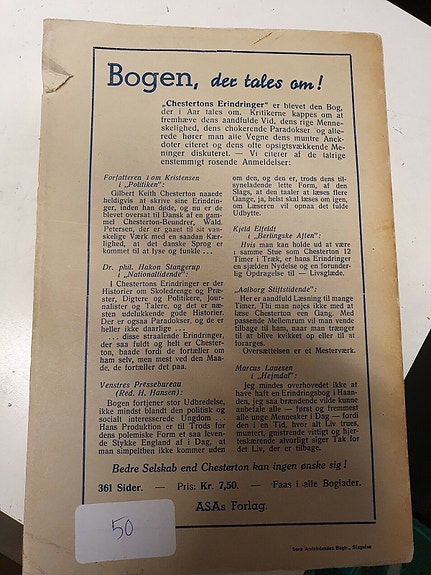 Bogen, der tales om!
„Chestertons Erindringer" er blevet den Bog,
der i Aar tales om. Kritikerne kappes om at
fremhæve dens aandfulde Vid, dens rige Menne-
skelighed, dens chokerende Paradokser og alle-
rede hører man alle Vegne dens muntre Anek-
doter citeret og dens ofte opsigtsvækkende Me-
ninger diskuteret. — Vi citerer af de talrige
enstemmigt rosende Anmeldelser:
Forfatteren Tom Kristensen
i „Politiken":
Gilbert Keith Chesterton naaede
heldigvis at skrive sine Erindrin-
ger, inden han døde, og nu er de
blevet oversat til Dansk af en gam-
mel Chesterton-Beundrer, Wald.
Petersen, der er gaaet til sit van-
skelige Værk med en saadan Kær-
lighed, at det danske Sprog er
kommet til at lyse og funkle . . .
Dr. phil. Hakon Stangerup
i „Nationaltidende":
I Chestertons Erindringer er der
Historier om Skoledrenge og Præ-
ster, Digtere og Politikere, Jour-
nalister og Talere, og det er næ-
sten udelukkende gode Historier.
Der er ogsaa Paradokser, og de er
heller ikke daarlige . . .
. . . disse straalende Erindringer,
der saa fuldt og helt er Chester-
ton, baade fordi de fortæller om
ham selv, men mest ved den Maa-
de, de fortæller det paa.
Venstres Pressebureau
(Red. H. Hansen):
Bogen fortjener stor Udbredelse,
ikke mindst blandt den politisk og
socialt interesserede Ungdom . .
Hans Produktion er til Trods for
dens polemiske Form et saa leven-
de Stykke England af i Dag, at
man simpelthen ikke kommer uden
om den, og den er, trods dens til-
syneladende lette Form, af den
Slags, at den taaler at læses flere
Gange, ja, helst skal læses om igen,
om Læseren vil opnaa det fulde
Udbytte.
Kjeld Elfelt
i „Berlingske Aften":
Hvis man kan holde ud at være
i samme Stue som Chesterton 12
Timer i Træk, er hans Erindringer
en sjælden Nydelse og en forunder-
lig Opdragelse til — Livsglæde.
„Aalborg Stiftstidende":
Her er aandfuld Læsning til mange
Timer. Thi man nøjes ikke med at
læse Chesterton een Gang. Med
passende Mellemrum vil man vende
tilbage til ham, naar man trænger
til at blive kvikket op eller til at
forarges.
Oversættelsen er et Mesterværk.
Marcus Lauesen
i „Hejmdal":
Jeg mindes overhovedet ikke at
have haft en Erindringsbog i Haan-
den, jeg saa brændende vilde kunne
anbefale alle — først og fremmest
alle unge Mennesker i Dag — fordi
den i en Tid, hvor alt Liv trues,
muntert, gnistrende vittigt og hjer-
teskærende alvorligt siger Tak for
det Liv, der er tilbage.
Bedre Selskab end Chesterton kan ingen ønske sig!
361 Sider. — Pris: Kr. 7,50. — Faas i alle Boglader.
ASAs Forlag.
50
Sorø Amtstidendes Bogtr., Slagelse